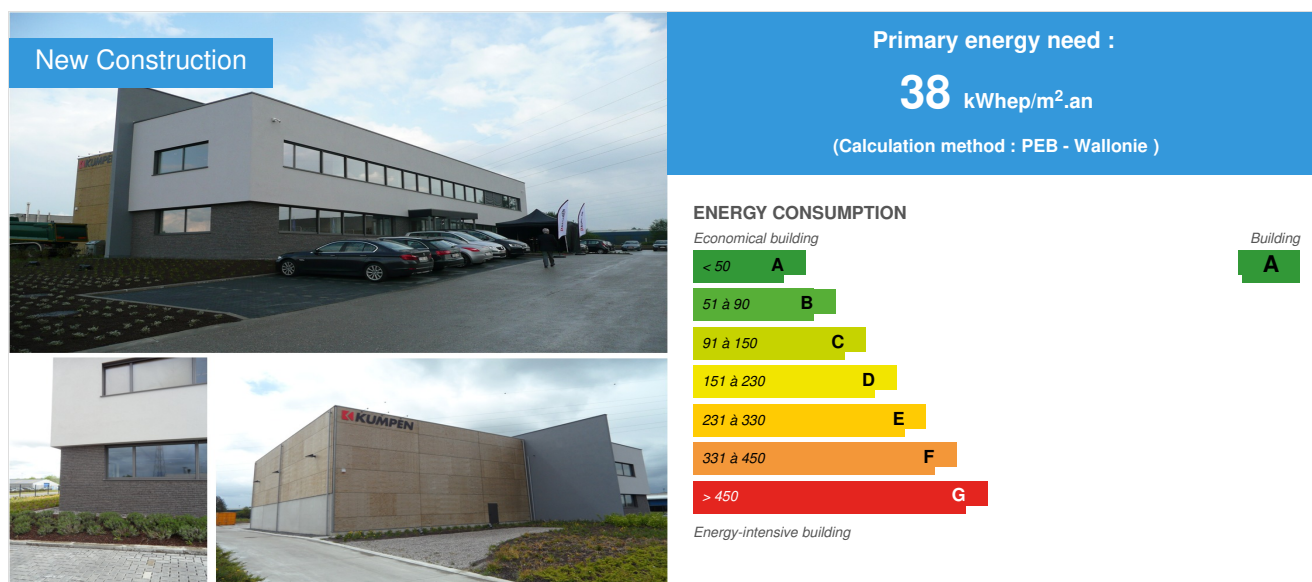 New Construction
KUMPEN
KUMPEN
Primary energy need :
38 kWhep/m².an
(Calculation method : PEB - Wallonie )
ENERGY CONSUMPTION
Economical building
Building
< 50 A
A
51 à 90 B
91 à 150 C
151 à 230 D
231 à 330 E
331 à 450 F
> 450 G
Energy-intensive building